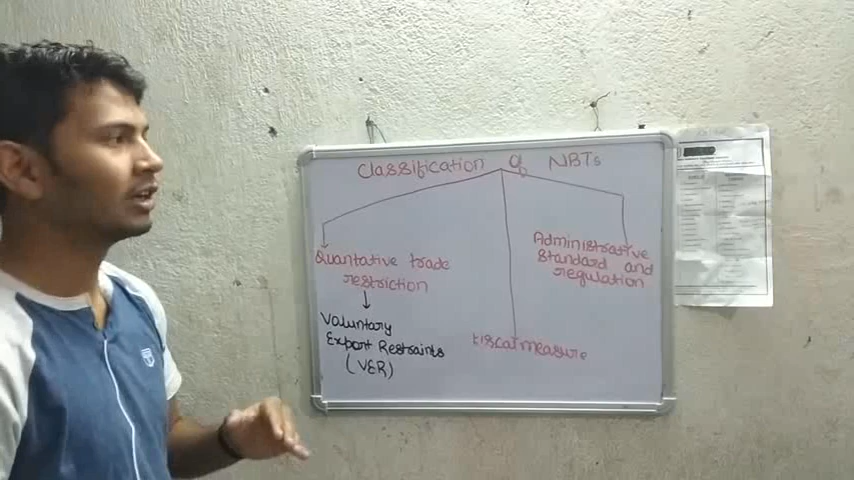 Classification of NBTs
Quantative trade
restriction
Voluntary
Export Restraints
(VER)
fiscal measure
Administrative
Standard and
regulation